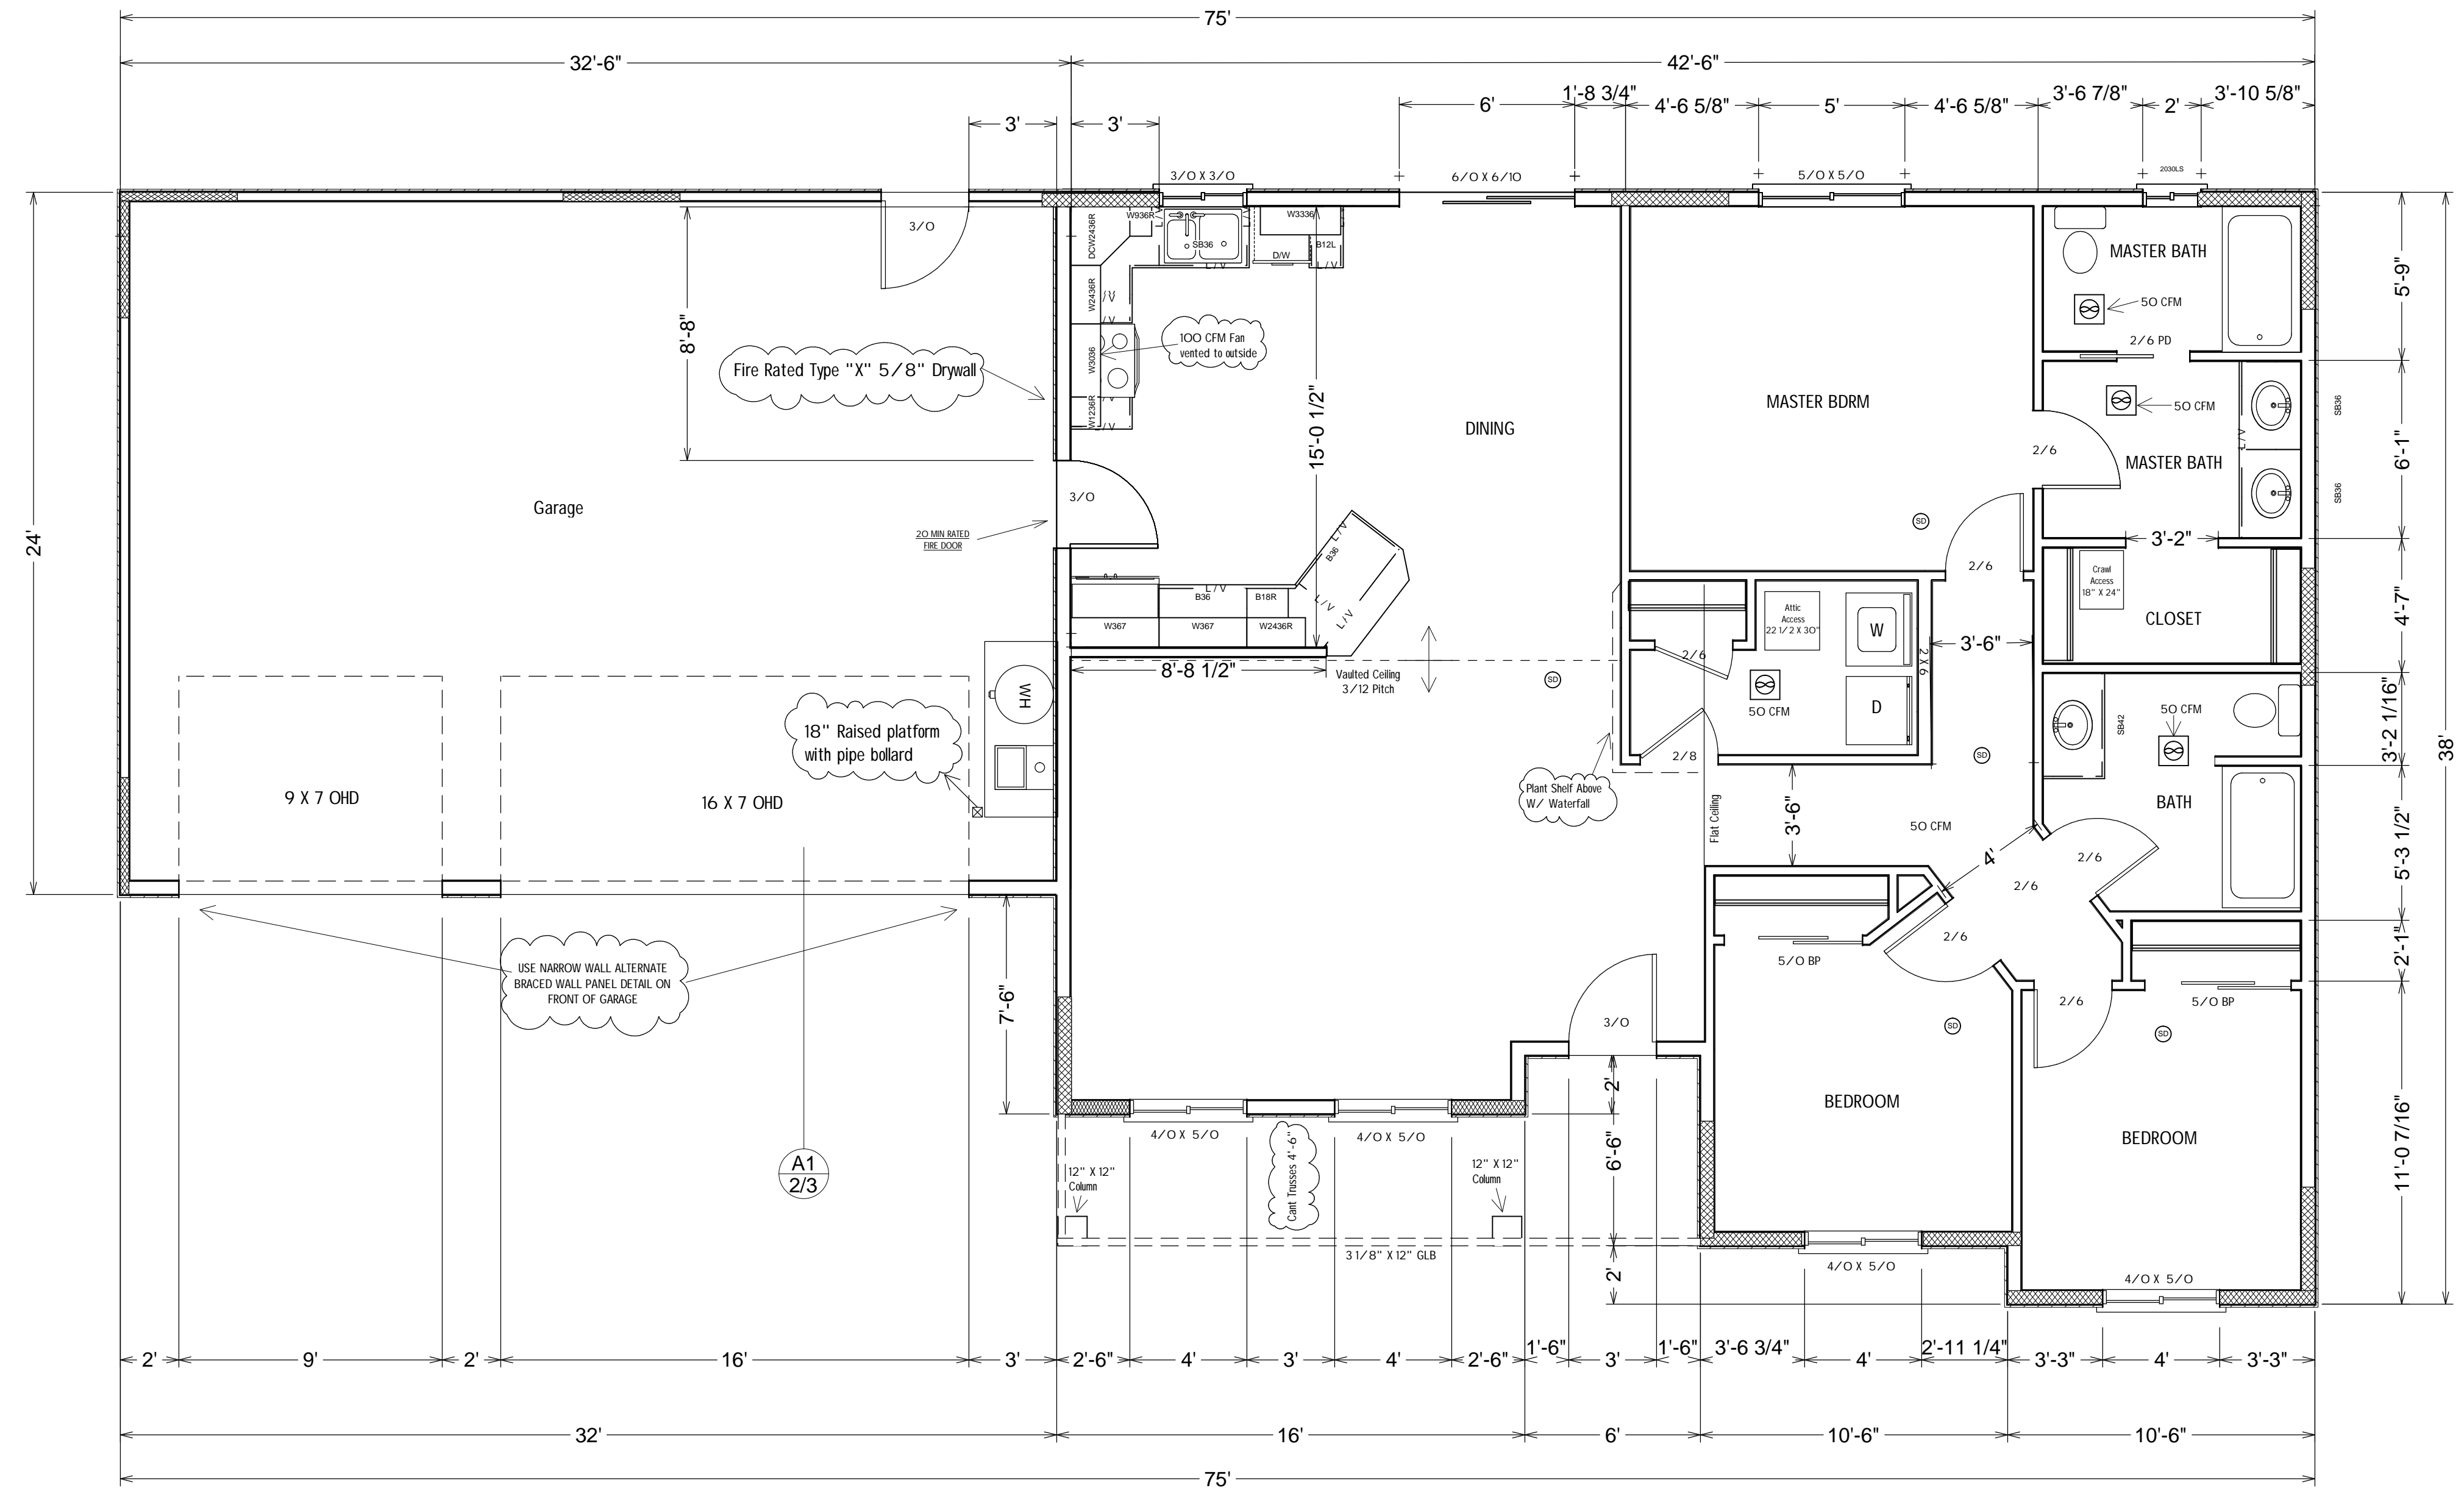 75'
32'-6"
42'-6"
3'
3'
6'
1'-8 3/4"
4'-6 5/8"
5'
4'-6 5/8"
3'-6 7/8"
2'
3'-10 5/8"
3/0 X 3/0
6/0 X 6/10
5/0 X 5/0
2030LS
24'
38'
3/0
8'-8"
Fire Rated Type "X" 5/8" Drywall
Garage
20 MIN RATED
FIRE DOOR
3/0
DCW2436R
W936R
SB36
L/V
W3336
D/W
B12L
L/V
L/V
L/V
W2436R
L/V
L/V
W3036
W1236R
L/V
100 CFM Fan
vented to outside
15'-0 1/2"
DINING
L/V
B36
L/V
L/V
L/V
B36
B18R
W367
W367
W2436R
8'-8 1/2"
Vaulted Ceiling
3/12 Pitch
SD
MASTER BDRM
SD
2/6
2/6
MASTER BATH
50 CFM
2/6 PD
50 CFM
MASTER BATH
L/V
SB36
SB36
3'-2"
Crawl
Access
18" X 24"
CLOSET
5'-9"
6'-1"
4'-7"
3'-2 1/16"
5'-3 1/2"
2'-1"
11'-0 7/16"
Attic
Access
22 1/2 X 30"
W
D
2 X 6
3'-6"
2/6
50 CFM
2/8
SD
SB42
50 CFM
BATH
Plant Shelf Above
W/ Waterfall
Flat Ceiling
3'-6"
50 CFM
4'
2/6
2/6
2/6
2/6
5/0 BP
5/0 BP
SD
SD
BEDROOM
BEDROOM
WH
18" Raised platform
with pipe bollard
9 X 7 OHD
16 X 7 OHD
USE NARROW WALL ALTERNATE
BRACED WALL PANEL DETAIL ON
FRONT OF GARAGE
7'-6"
3/0
2'
6'-6"
2'
4/0 X 5/0
4/0 X 5/0
Cant Trusses 4'-6"
12" X 12"
Column
12" X 12"
Column
3 1/8" X 12" GLB
4/0 X 5/0
4/0 X 5/0
A1
2/3
2'
9'
2'
16'
3'
2'-6"
4'
3'
4'
2'-6"
1'-6"
3'
1'-6"
3'-6 3/4"
4'
2'-11 1/4"
3'-3"
4'
3'-3"
32'
16'
6'
10'-6"
10'-6"
75'